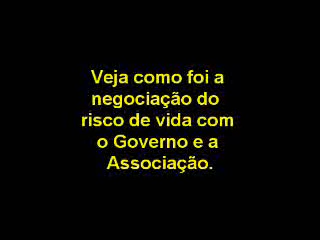 Veja como foi a
negociação do
risco de vida com
o Governo e a
Associação.